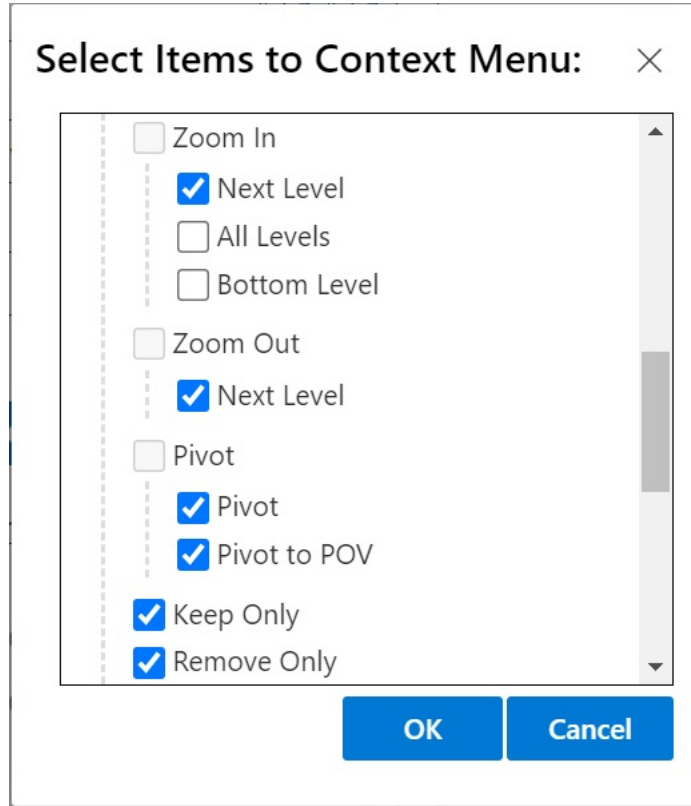 Select Items to Context Menu:
Zoom In
Next Level
All Levels
Bottom Level
Zoom Out
Next Level
Pivot
Pivot
Pivot to POV
Keep Only
Remove Only
OK Cancel